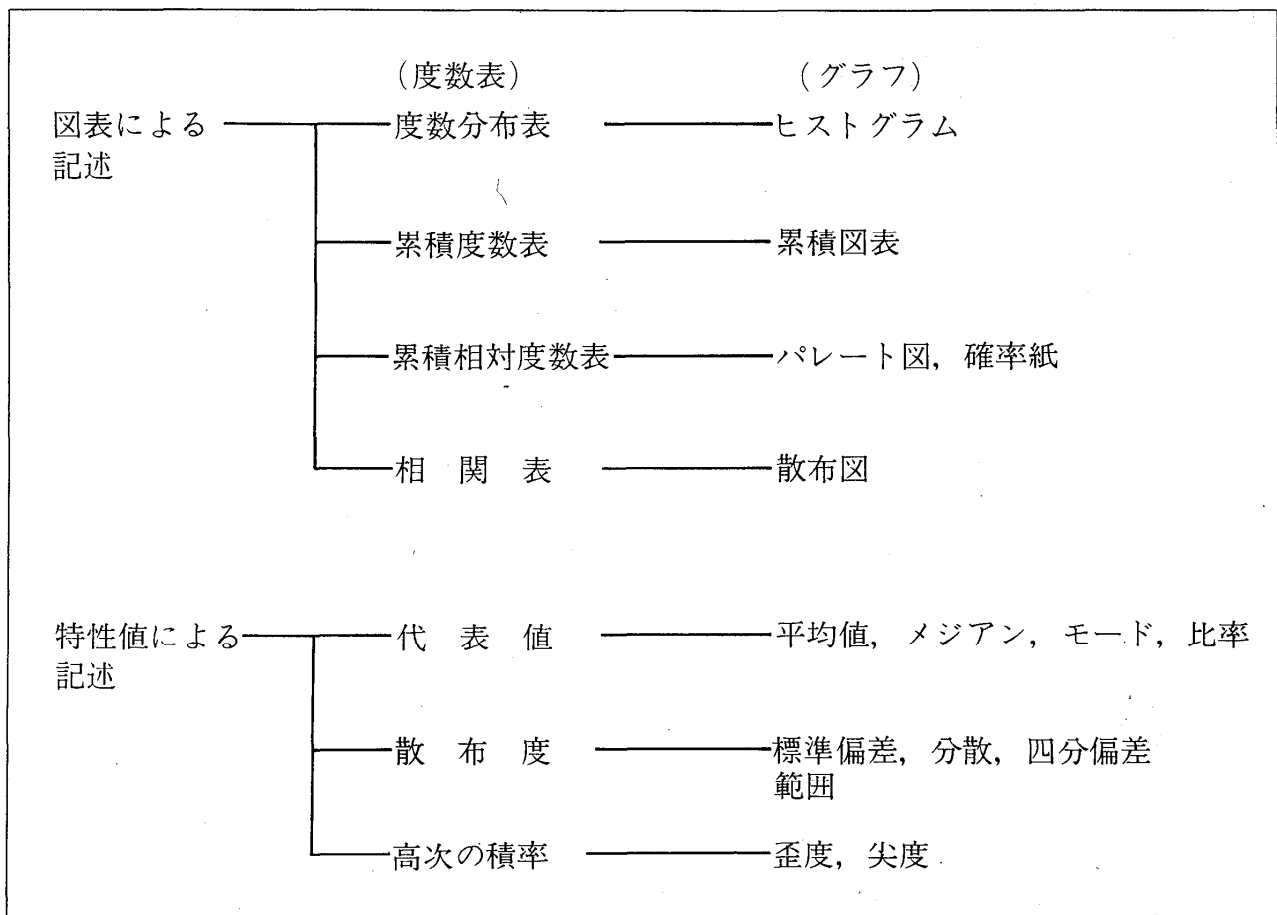 (度数表) (グラフ)
図表による 度数分布表 ヒストグラム
記述
累積度数表 累積図表
累積相対度数表 パレート図, 確率紙
相 関 表 散布図
特性値による 代 表 値 平均値, メジアン, モード, 比率
記述
散 布 度 標準偏差, 分散, 四分偏差
範囲
高次の積率 歪度, 尖度